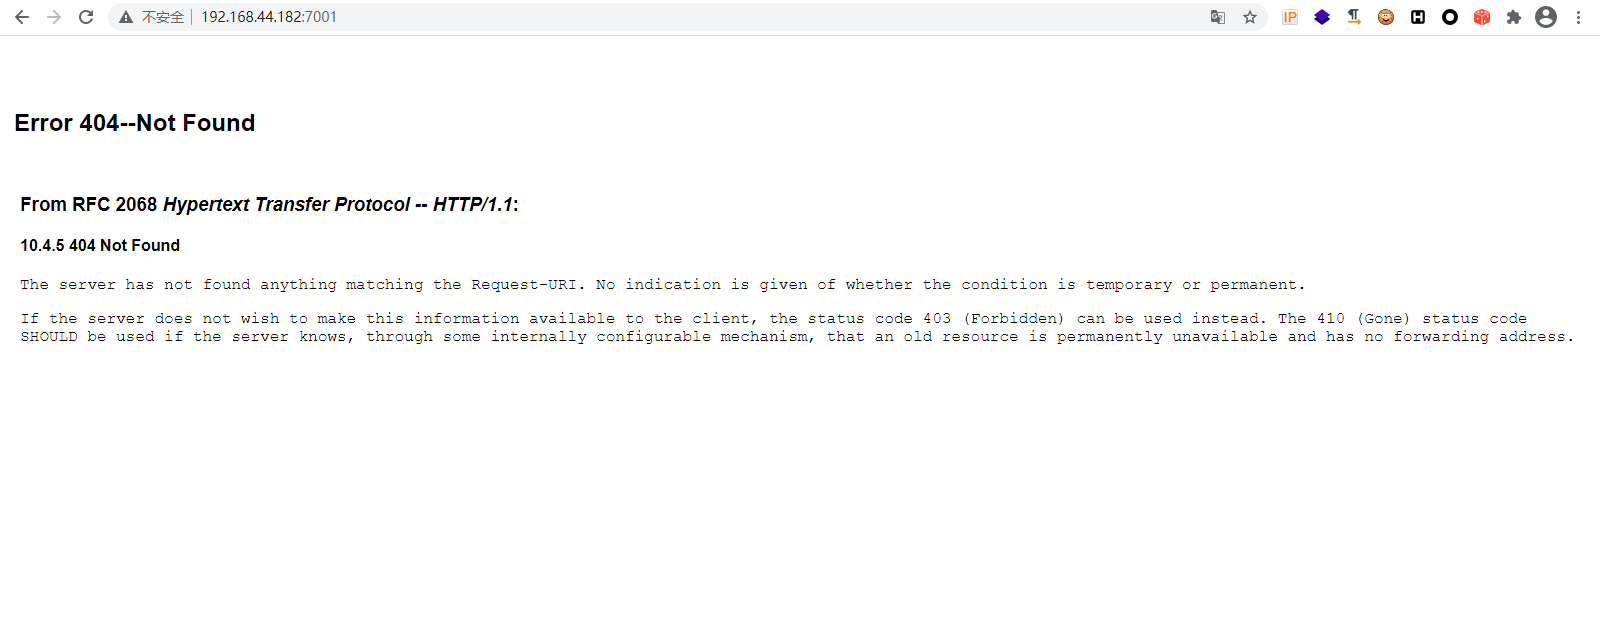 不安全 192.168.44.182:7001
IP
Error 404--Not Found
From RFC 2068 Hypertext Transfer Protocol -- HTTP/1.1:
10.4.5 404 Not Found
The server has not found anything matching the Request-URI. No indication is given of whether the condition is temporary or permanent.
If the server does not wish to make this information available to the client, the status code 403 (Forbidden) can be used instead. The 410 (Gone) status code
SHOULD be used if the server knows, through some internally configurable mechanism, that an old resource is permanently unavailable and has no forwarding address.